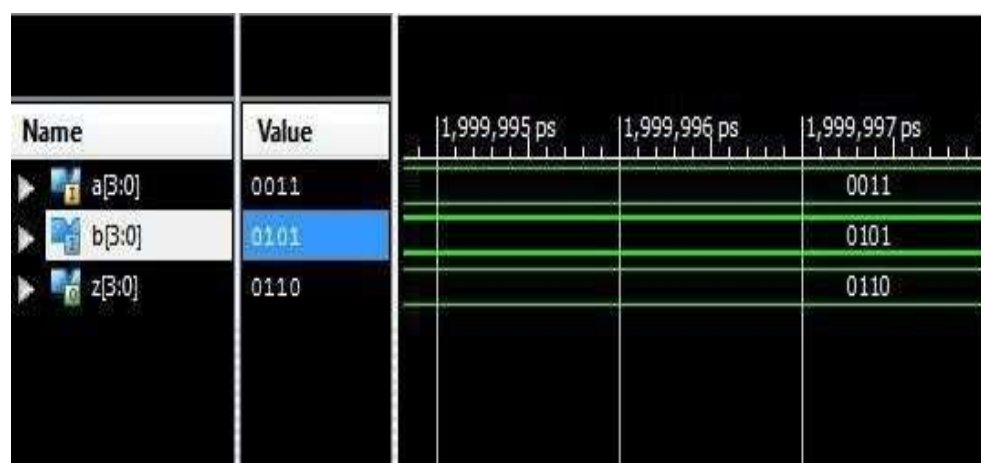 1,999,995 ps 1,999,996 ps 1,999,997 ps
Name Value
a[3:0] 0011 0011
b[3:0] 0101 0101
z[3:0] 0110 0110